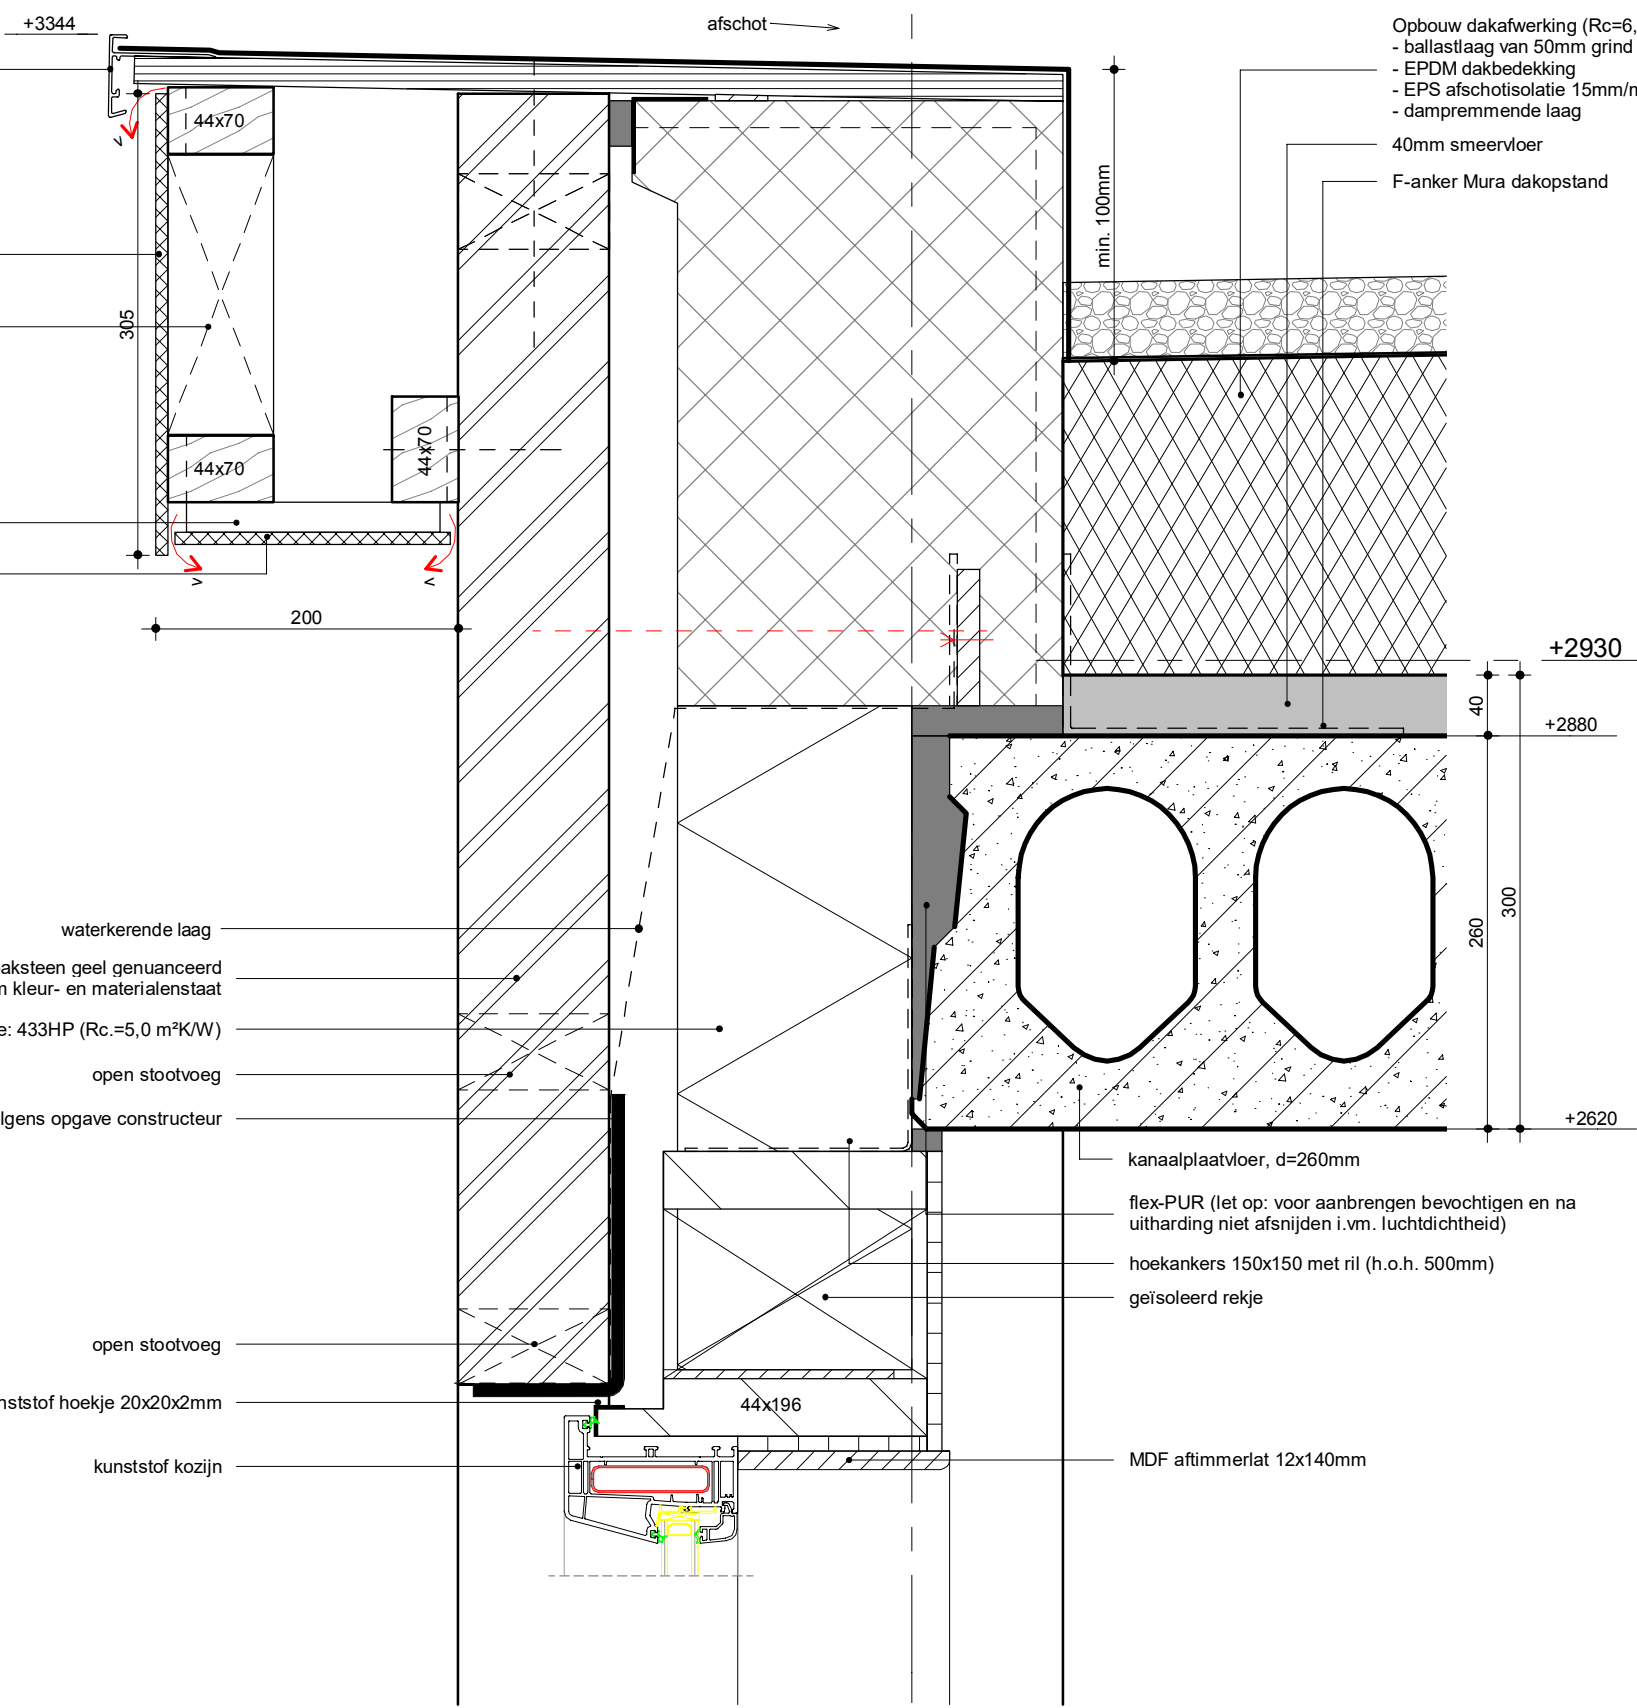 +3344
afschot
Opbouw dakafwerking (Rc=6,
- ballastlaag van 50mm grind
- EPDM dakbedekking
- EPS afschotisolatie 15mm/m
- dampremmende laag
40mm smeervloer
F-anker Mura dakopstand
44x70
min. 100mm
305
44x70
44x70
200
+2930
40
+2880
300
260
waterkerende laag
aksteen geel genuanceerd
m kleur- en materialenstaat
e: 433HP (Rc.=5,0 m²K/W)
open stootvoeg
lgens opgave constructeur
+2620
kanaalplaatvloer, d=260mm
flex-PUR (let op: voor aanbrengen bevochtigen en na
uitharding niet afsnijden i.vm. luchtdichtheid)
hoekankers 150x150 met ril (h.o.h. 500mm)
geïsoleerd rekje
open stootvoeg
nststof hoekje 20x20x2mm
44x196
kunststof kozijn
MDF aftimmerlat 12x140mm